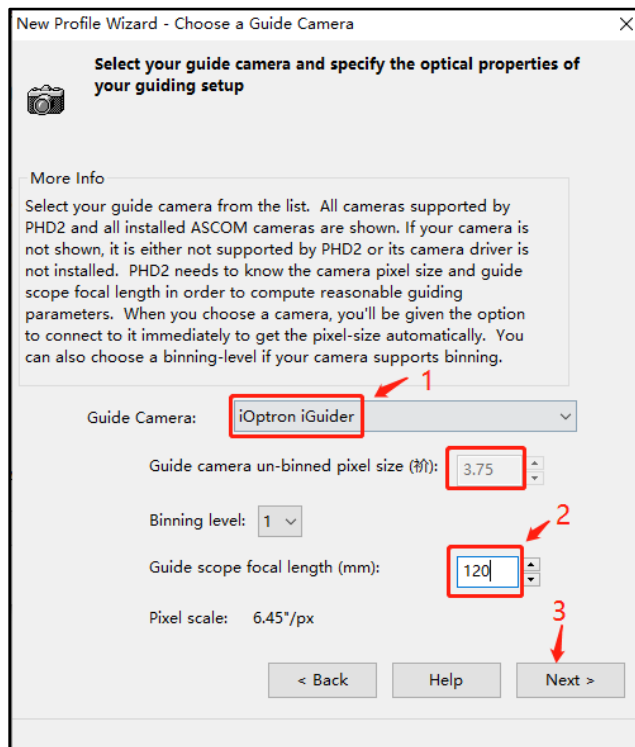 New Profile Wizard - Choose a Guide Camera
Select your guide camera and specify the optical properties of
your guiding setup
More Info
Select your guide camera from the list. All cameras supported by
PHD2 and all installed ASCOM cameras are shown. If your camera is
not shown, it is either not supported by PHD2 or its camera driver is
not installed. PHD2 needs to know the camera pixel size and guide
scope focal length in order to compute reasonable guiding
parameters. When you choose a camera, you'll be given the option
to connect to it immediately to get the pixel-size automatically. You
can also choose a binning-level if your camera supports binning.
1
Guide Camera: iOptron iGuider
Guide camera un-binned pixel size (祄): 3.75
Binning level: 1
2
Guide scope focal length (mm): 120
Pixel scale: 6.45"/px
3
< Back Help Next >